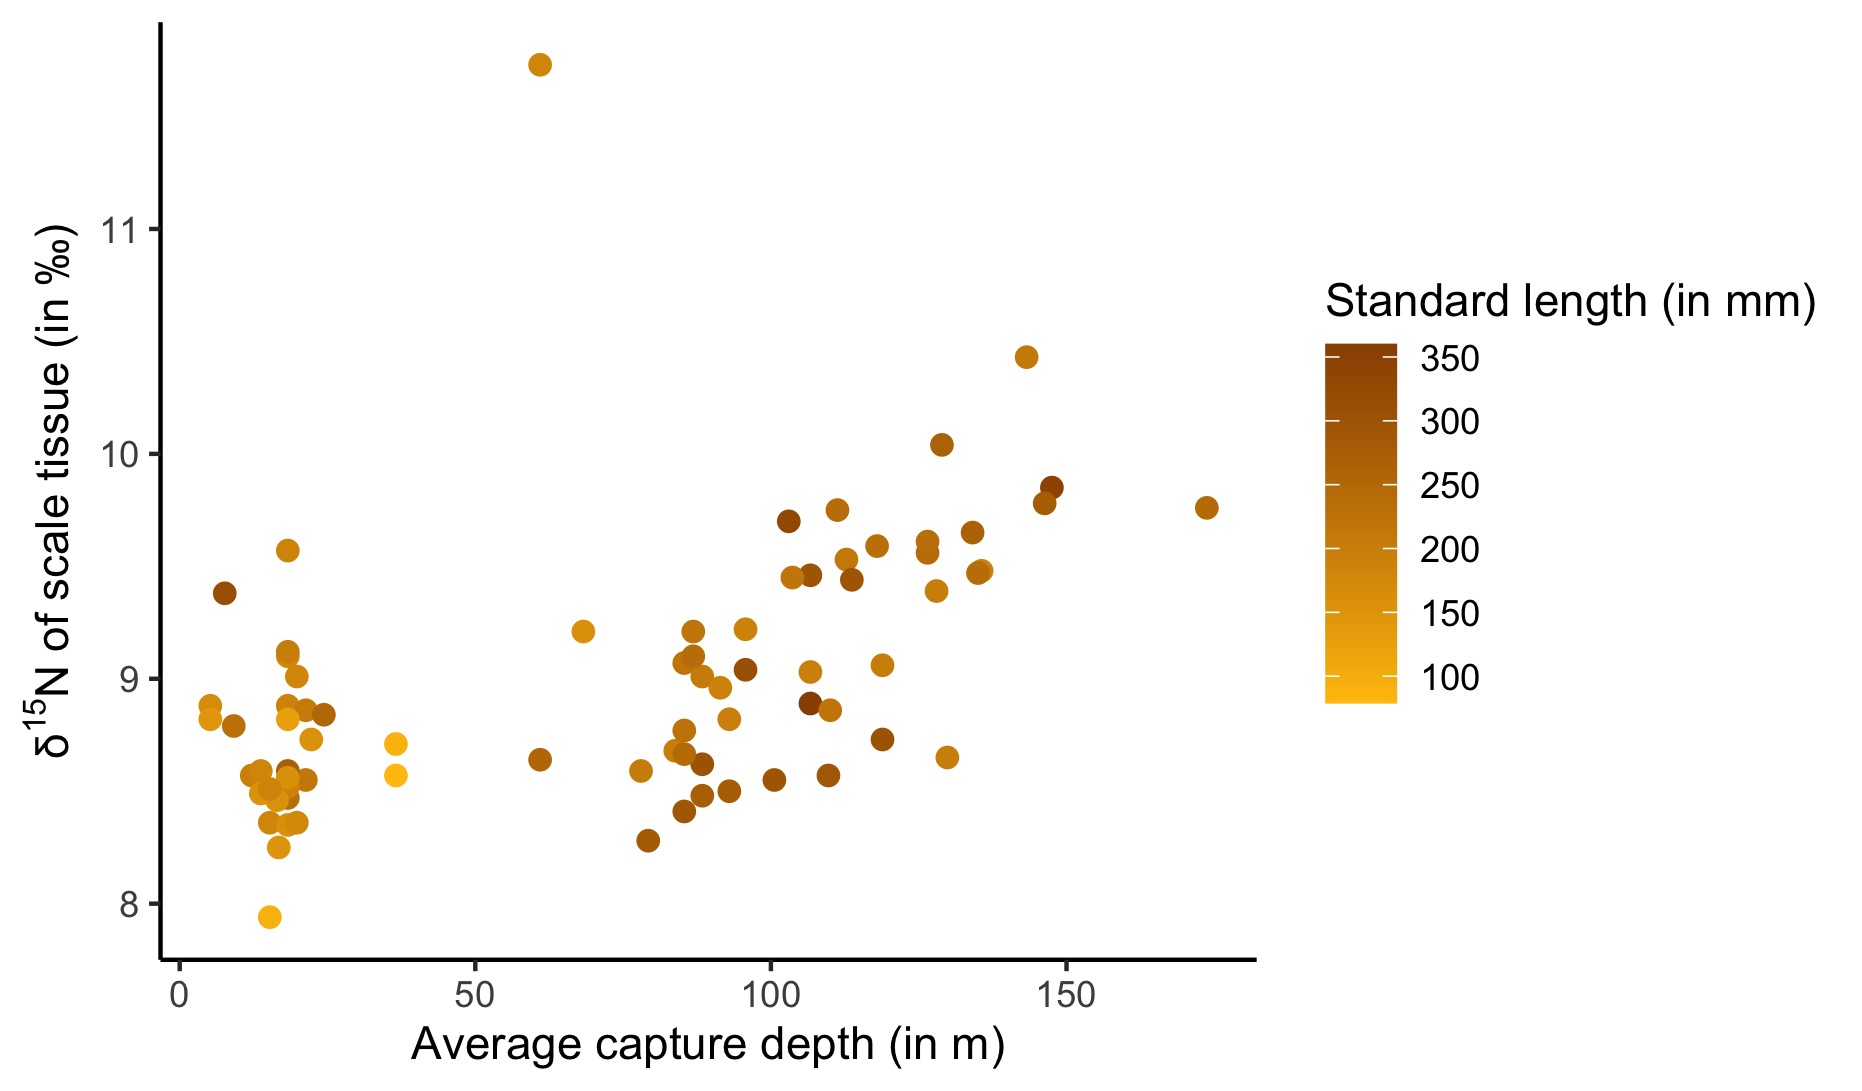 11
10
9
8
δ¹⁵N of scale tissue (in ‰)
0 50 100 150
Average capture depth (in m)
Standard length (in mm)
350
300
250
200
150
100